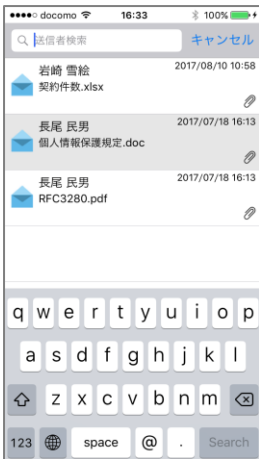 docomo 16:33 100%
送信者検索 キャンセル
岩崎 雪絵 2017/08/10 10:58
契約件数.xlsx
長尾 民男 2017/07/18 16:13
個人情報保護規定.doc
長尾 民男 2017/07/18 16:13
RFC3280.pdf
q w e r t y u i o p
a s d f g h j k l
z x c v b n m
123 space @ . Search